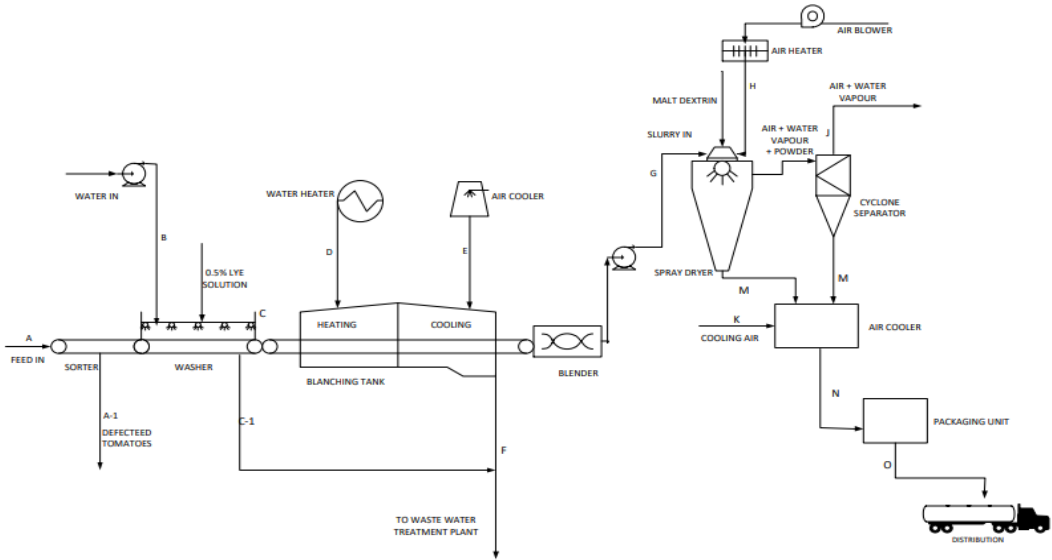 AIR BLOWER
AIR HEATER
H
MALT DEXTRIN
AIR + WATER
VAPOUR
J
SLURRY IN
AIR + WATER
VAPOUR
+ POWDER
G
CYCLONE
SEPARATOR
WATER IN
WATER HEATER
AIR COOLER
B
D
E
0.5% LYE
SOLUTION
SPRAY DRYER
M
M
C
HEATING
COOLING
K
COOLING AIR
AIR COOLER
A
FEED IN
SORTER
WASHER
BLANCHING TANK
BLENDER
N
A-1
DEFECTEED
TOMATOES
C-1
F
PACKAGING UNIT
O
TO WASTE WATER
TREATMENT PLANT
DISTRIBUTION